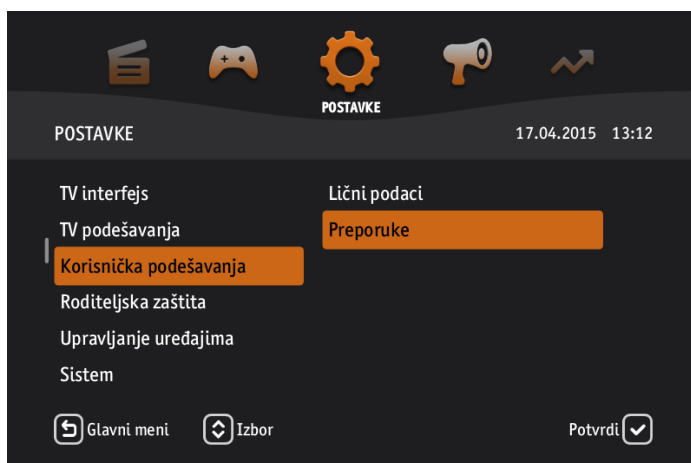 POSTAVKE
POSTAVKE 17.04.2015 13:12
TV interfejs
TV podešavanja
Korisnička podešavanja
Roditeljska zaštita
Upravljanje uređajima
Sistem
Lični podaci
Preporuke
Glavni meni Izbor Potvrdi